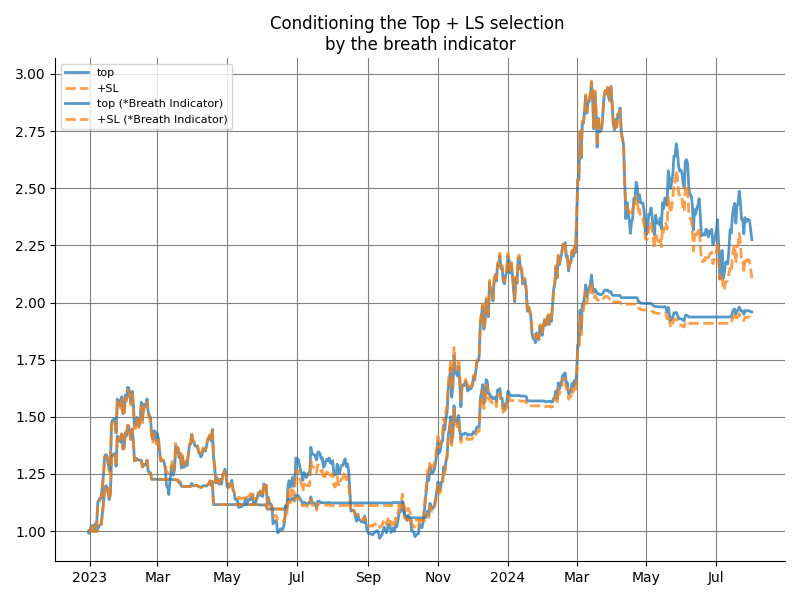 Conditioning the Top + LS selection
by the breath indicator
top
+SL
top (*Breath Indicator)
+SL (*Breath Indicator)
3.00
2.75
2.50
2.25
2.00
1.75
1.50
1.25
1.00
2023 Mar May Jul Sep Nov 2024 Mar May Jul